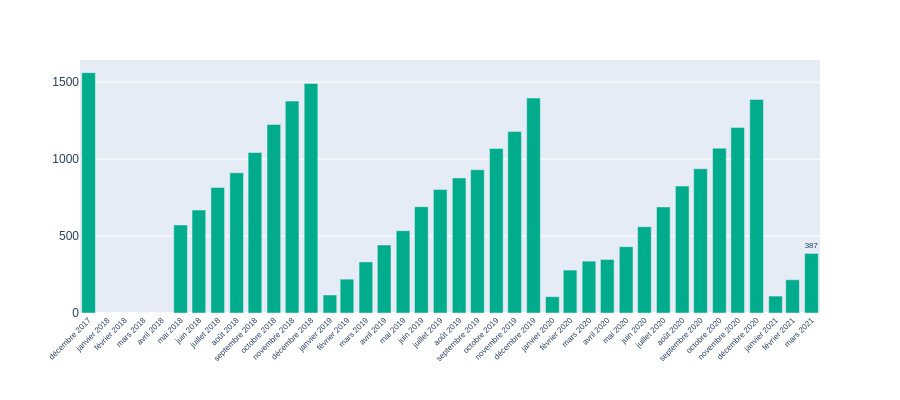 1500
1000
500
0
387
décembre 2017
janvier 2018
février 2018
mars 2018
avril 2018
mai 2018
juin 2018
juillet 2018
août 2018
septembre 2018
octobre 2018
novembre 2018
décembre 2018
janvier 2019
février 2019
mars 2019
avril 2019
mai 2019
juin 2019
juillet 2019
août 2019
septembre 2019
octobre 2019
novembre 2019
décembre 2019
janvier 2020
février 2020
mars 2020
avril 2020
mai 2020
juin 2020
juillet 2020
août 2020
septembre 2020
octobre 2020
novembre 2020
décembre 2020
janvier 2021
février 2021
mars 2021